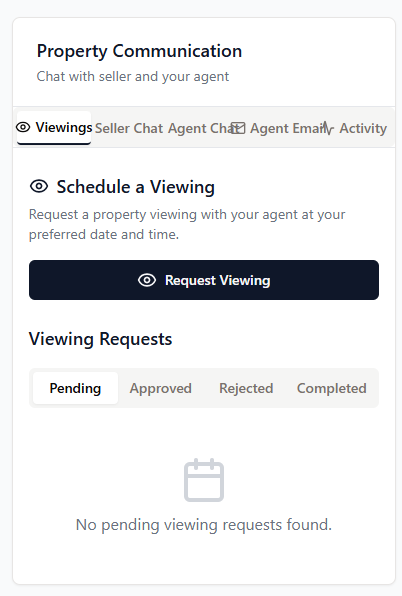 Property Communication
Chat with seller and your agent
Viewings Seller Chat Agent Chat Agent Email Activity
Schedule a Viewing
Request a property viewing with your agent at your
preferred date and time.
Request Viewing
Viewing Requests
Pending Approved Rejected Completed
No pending viewing requests found.